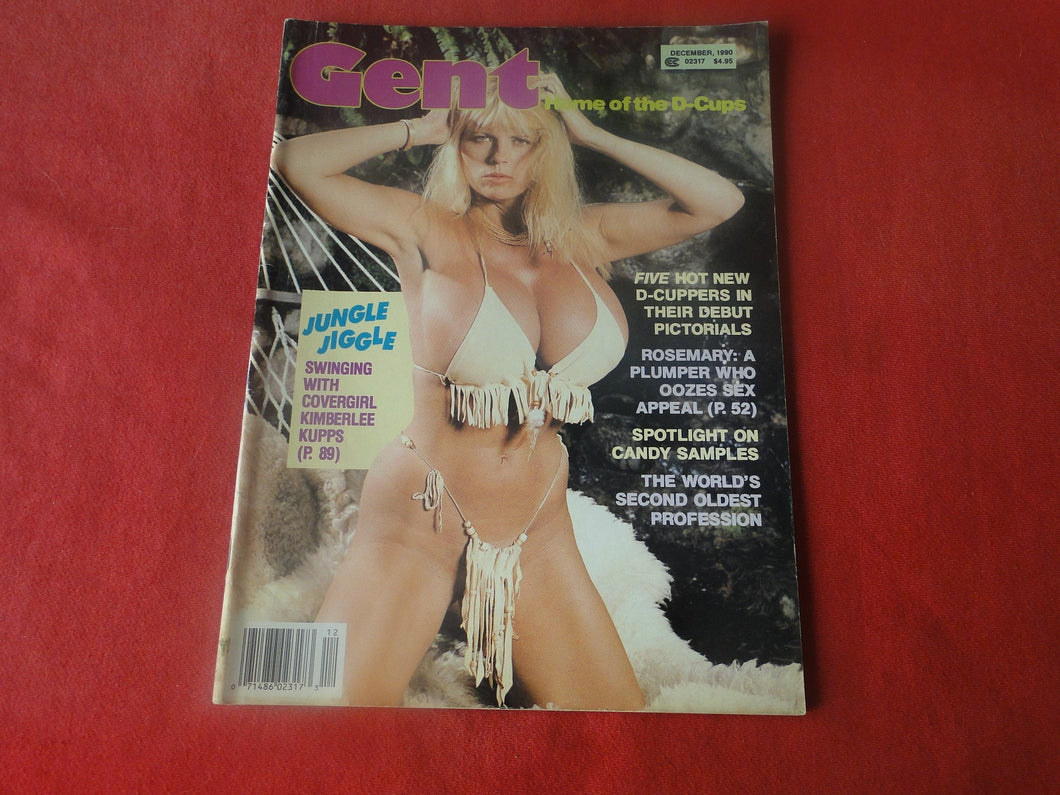 Gent
DECEMBER, 1990
CC 02317 $4.95
Home of the D-Cups
FIVE HOT NEW
D-CUPPERS IN
THEIR DEBUT
PICTORIALS
ROSEMARY: A
PLUMPER WHO
OOZES SEX
APPEAL (P. 52)
SPOTLIGHT ON
CANDY SAMPLES
THE WORLD'S
SECOND OLDEST
PROFESSION
JUNGLE
JIGGLE
SWINGING
WITH
COVERGIRL
KIMBERLEE
KUPPS
(P. 89)
12
0 71486 02317 3